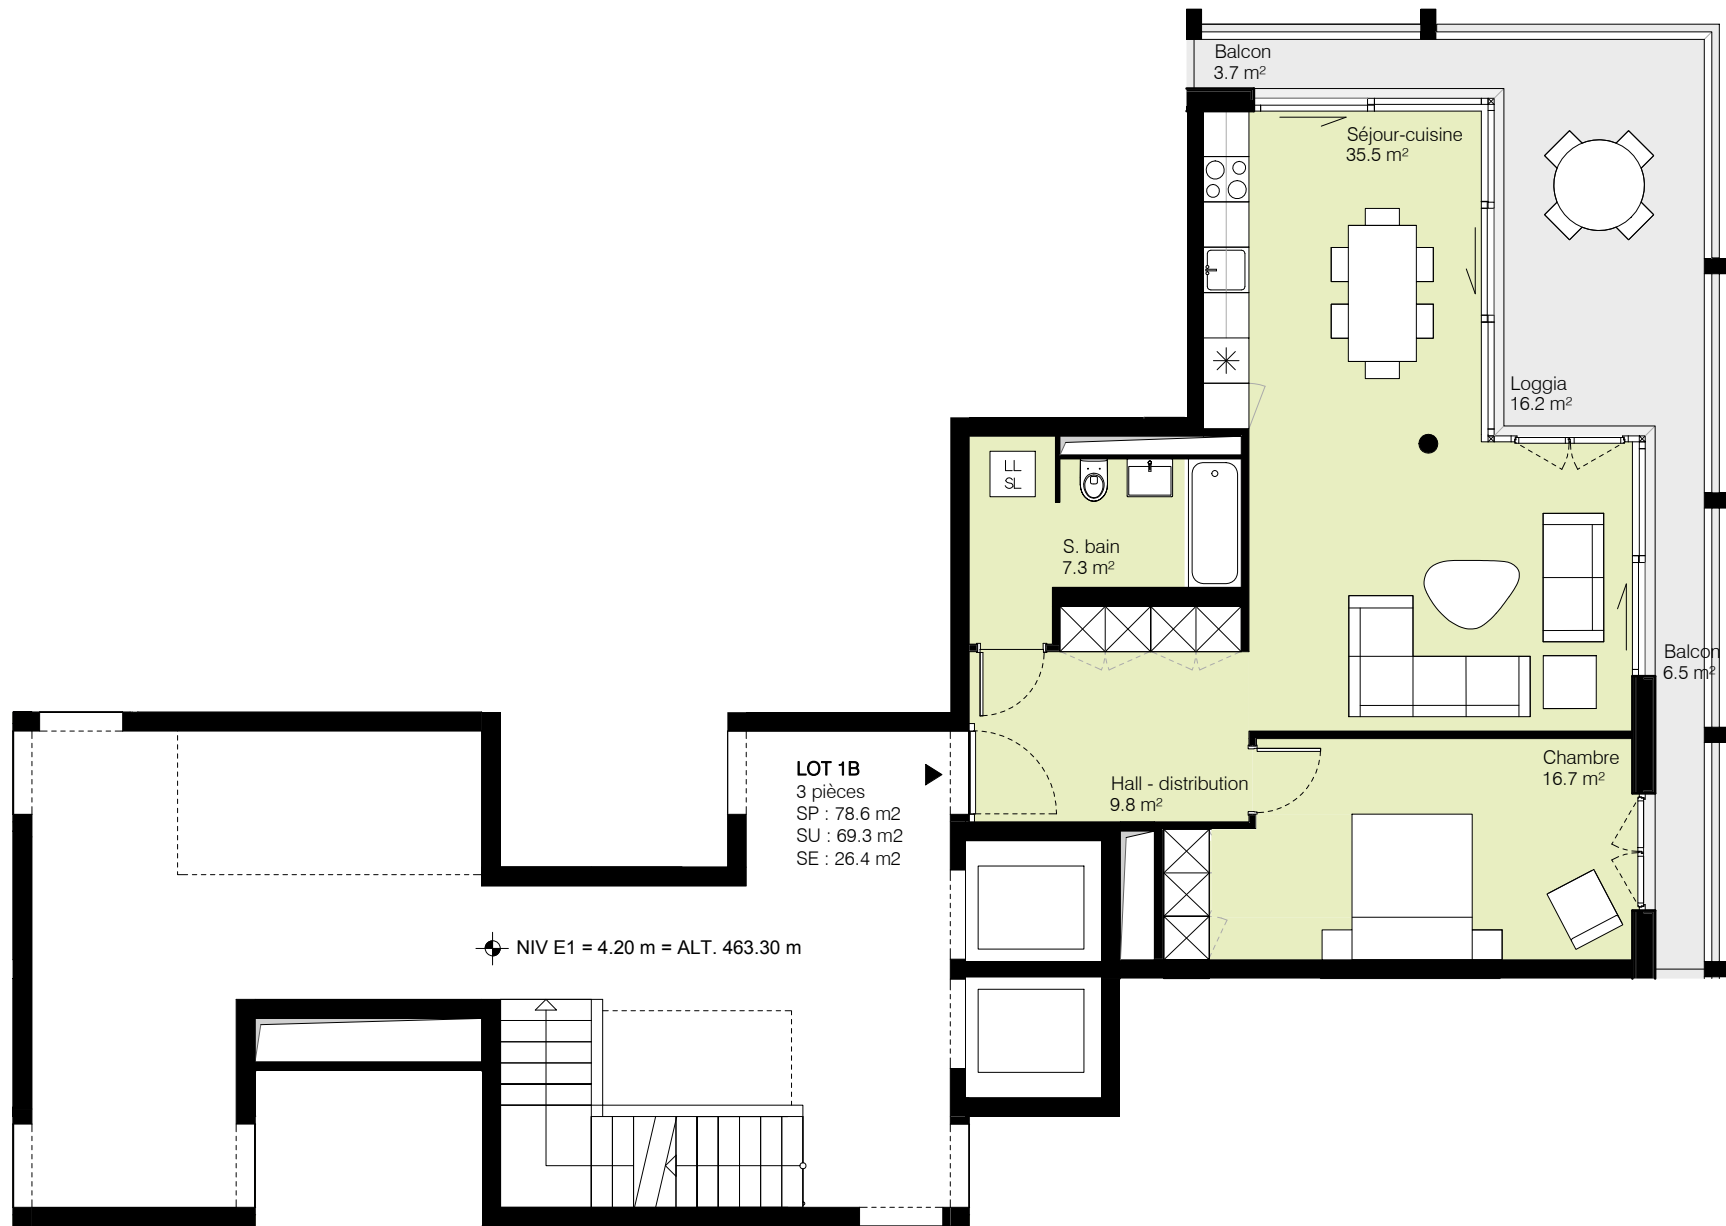 Balcon
3.7 m²
Séjour-cuisine
35.5 m²
Loggia
16.2 m²
LL
SL
S. bain
7.3 m²
Balcon
6.5 m²
Chambre
16.7 m²
Hall - distribution
9.8 m²
LOT 1B
3 pièces
SP : 78.6 m2
SU : 69.3 m2
SE : 26.4 m2
NIV E1 = 4.20 m = ALT. 463.30 m